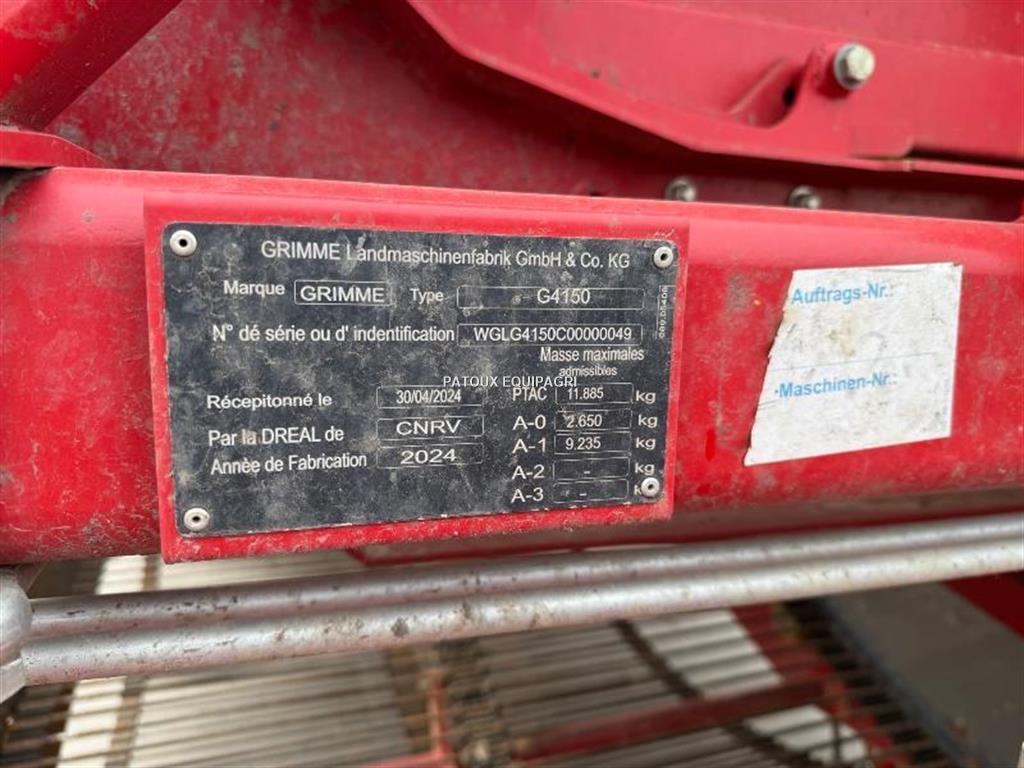 GRIMME Landmaschinenfabrik GmbH & Co. KG
Marque GRIMME Type G4150
N° dé série ou d' indentification WGLG4150C00000049
Masse maximales
admissibles
PATOUX EQUIPAGRI
Récepitonné le 30/04/2024 PTAC 11.885 kg
Par la DREAL de CNRV A-0 2.650 kg
A-1 9.235 kg
Annèe de Fabrication 2024 A-2 - kg
A-3 - k
Auftrags-Nr.:
Maschinen-Nr.: